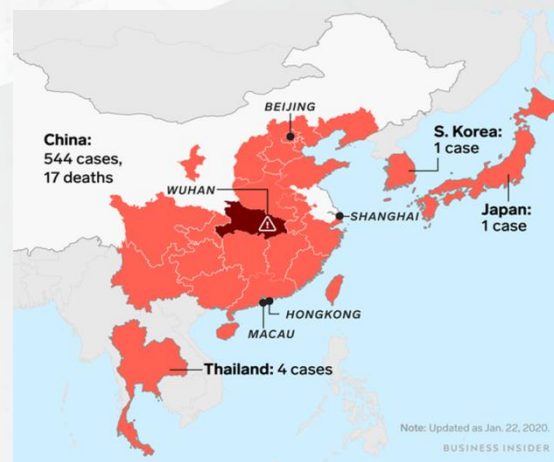 BEIJING
China:
544 cases,
17 deaths
S. Korea:
1 case
WUHAN
SHANGHAI
Japan:
1 case
HONGKONG
MACAU
Thailand: 4 cases
Note: Updated as Jan. 22, 2020.
BUSINESS INSIDER